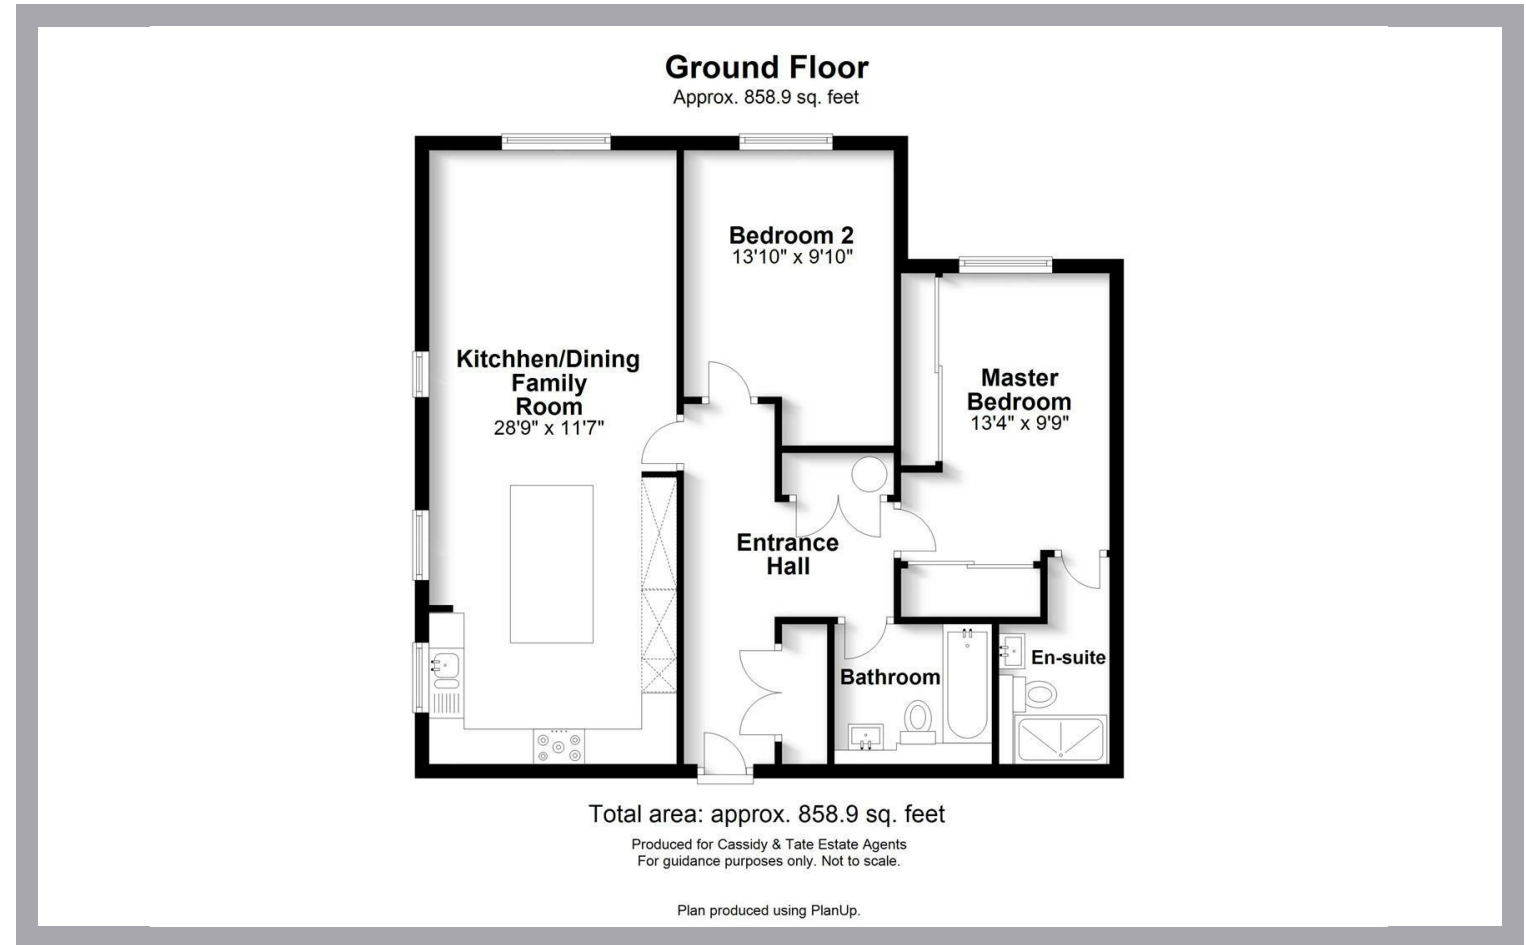 Ground Floor
Approx. 858.9 sq. feet
Bedroom 2
13'10" x 9'10"
Kitchhen/Dining
Family
Room
28'9" x 11'7"
Master
Bedroom
13'4" x 9'9"
Entrance
Hall
Bathroom
En-suite
Total area: approx. 858.9 sq. feet
Produced for Cassidy & Tate Estate Agents
For guidance purposes only. Not to scale.
Plan produced using PlanUp.